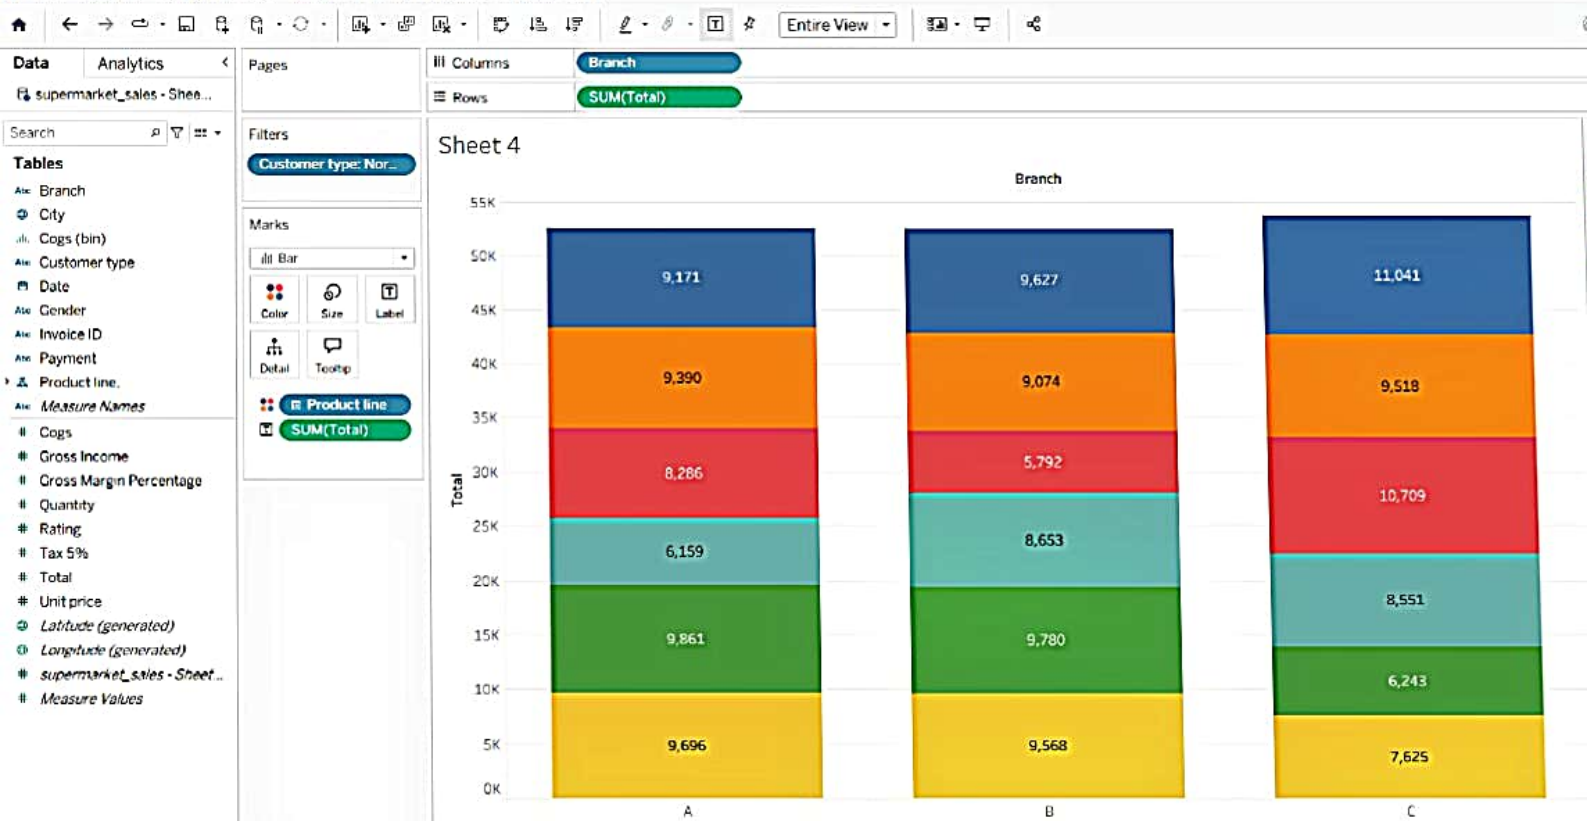 Entire View
Data
Analytics
supermarket_sales - Shee...
Search
Tables
Branch
City
Cogs (bin)
Customer type
Date
Gender
Invoice ID
Payment
Product line.
Measure Names
Cogs
Gross Income
Gross Margin Percentage
Quantity
Rating
Tax 5%
Total
Unit price
Latitude (generated)
Longitude (generated)
supermarket_sales - Sheet ...
Measure Values
Pages
Filters
Customer type: Nor...
Marks
Bar
Color
Size
Label
Detail
Tooltip
Product line
SUM(Total)
Columns
Branch
Rows
SUM(Total)
Sheet 4
Branch
Total
55K
50K
45K
40K
35K
30K
25K
20K
15K
10K
5K
0K
9,171
9,390
8,286
6,159
9,861
9,696
A
9,627
9,074
5,792
8,653
9,780
9,568
B
11,041
9,518
10,709
8,551
6,243
7,625
C